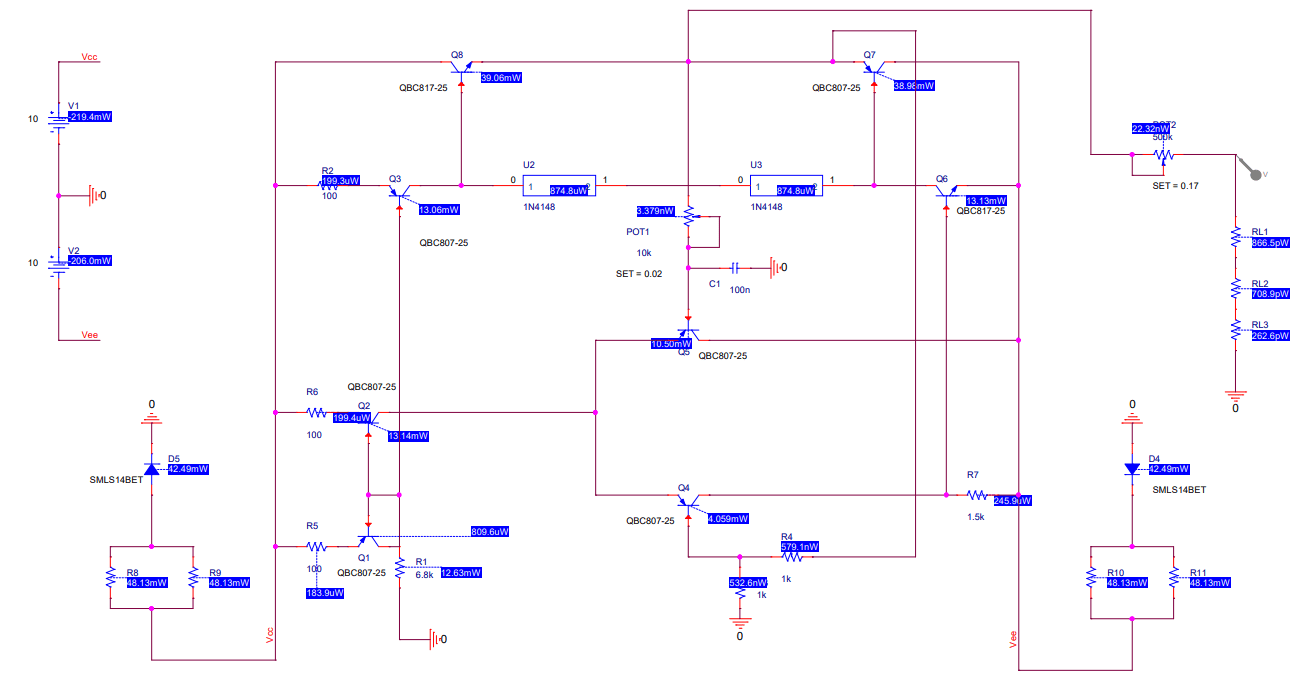 Vcc
V1
10
-219.4mW
0
V2
10
-206.0mW
Vee
Q8
39.06mW
QBC817-25
Q7
38.98mW
QBC807-25
R2
199.3uW
100
Q3
13.06mW
QBC807-25
U2
0
1
874.8uW
1
1N4148
U3
0
1
874.8uW
2
1
1N4148
Q6
13.13mW
QBC817-25
22.32nW
500k
SET = 0.17
V
3.379nW
POT1
10k
SET = 0.02
C1
100n
0
10.50mW
Q5
QBC807-25
RL1
866.5pW
RL2
708.9pW
RL3
262.6pW
0
QBC807-25
R6
Q2
199.4uW
100
13.14mW
0
D5
42.49mW
SMLS14BET
0
D4
42.49mW
SMLS14BET
Q4
QBC807-25
4.059mW
R7
245.9uW
1.5k
R5
100
183.9uW
809.6uW
Q1
QBC807-25
R1
6.8k
12.63mW
0
R4
579.1nW
1k
532.6nW
1k
0
R8
48.13mW
R9
48.13mW
R10
48.13mW
R11
48.13mW
Vcc
Vee